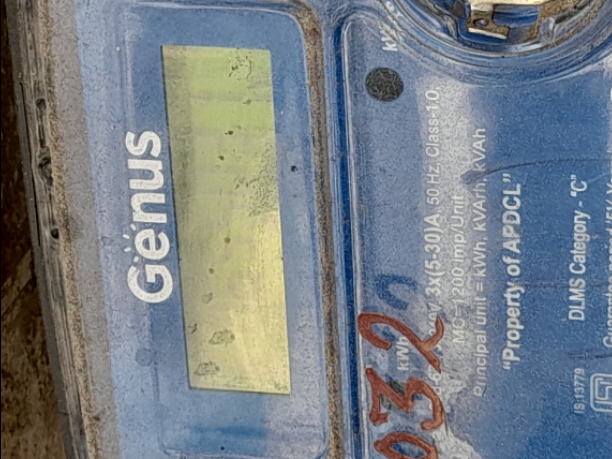 Genus
kWh
3x(5-30)A, 50 Hz, Class-1.0,
MC=1200 imp/Unit
Principal unit = kWh, kVArh, kVAh
"Property of APDCL"
DLMS Category - "C"
IS:13779
032